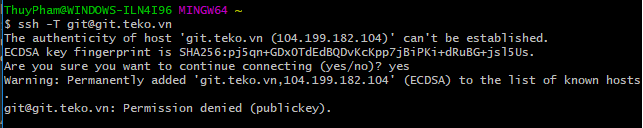 ThuyPham@WINDOWS-ILN4I96 MINGW64 ~
$ ssh -T git@git.teko.vn
The authenticity of host 'git.teko.vn (104.199.182.104)' can't be established.
ECDSA key fingerprint is SHA256:pj5qn+GDx0TdEdBQDvKcKpp7jBiPKi+dRuBG+jsl5Us.
Are you sure you want to continue connecting (yes/no)? yes
Warning: Permanently added 'git.teko.vn,104.199.182.104' (ECDSA) to the list of known hosts
.
git@git.teko.vn: Permission denied (publickey).